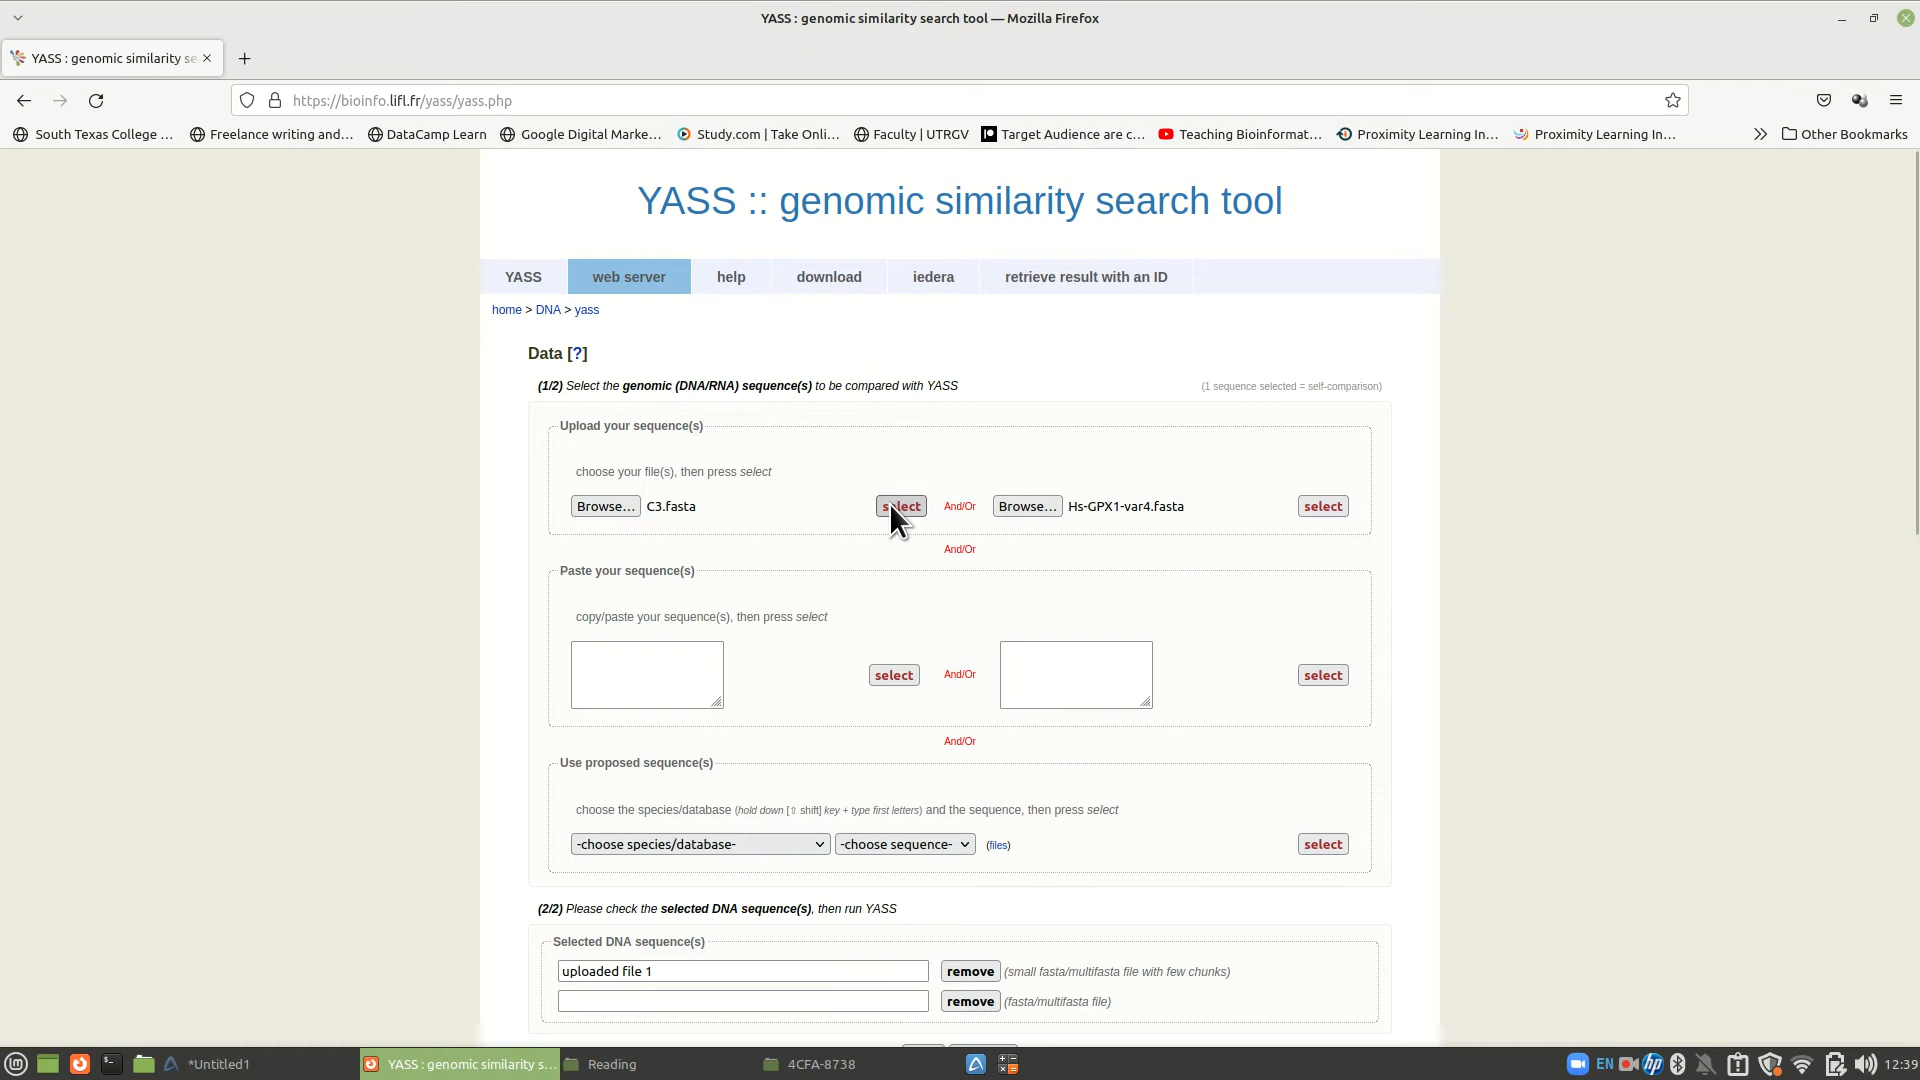 YASS : genomic similarity search tool — Mozilla Firefox
YASS : genomic similarity se
https://bioinfo.lifl.fr/yass/yass.php
South Texas College ...
Freelance writing and...
DataCamp Learn
Google Digital Marke...
Study.com | Take Onli...
Faculty | UTRGV
Target Audience are c...
Teaching Bioinformat...
Proximity Learning In...
Proximity Learning In...
Other Bookmarks
YASS :: genomic similarity search tool
YASS
web server
help
download
iedera
retrieve result with an ID
home > DNA > yass
Data [?]
(1/2) Select the genomic (DNA/RNA) sequence(s) to be compared with YASS
(1 sequence selected = self-comparison)
Upload your sequence(s)
choose your file(s), then press select
Browse... C3.fasta select And/Or Browse... Hs-GPX1-var4.fasta select
And/Or
Paste your sequence(s)
copy/paste your sequence(s), then press select
select And/Or select
And/Or
Use proposed sequence(s)
choose the species/database (hold down [⇧ shift] key + type first letters) and the sequence, then press select
-choose species/database- -choose sequence- (files) select
(2/2) Please check the selected DNA sequence(s), then run YASS
Selected DNA sequence(s)
uploaded file 1 remove (small fasta/multifasta file with few chunks)
remove (fasta/multifasta file)
*Untitled1
YASS : genomic similarity s...
Reading
4CFA-8738
EN
hp
12:39